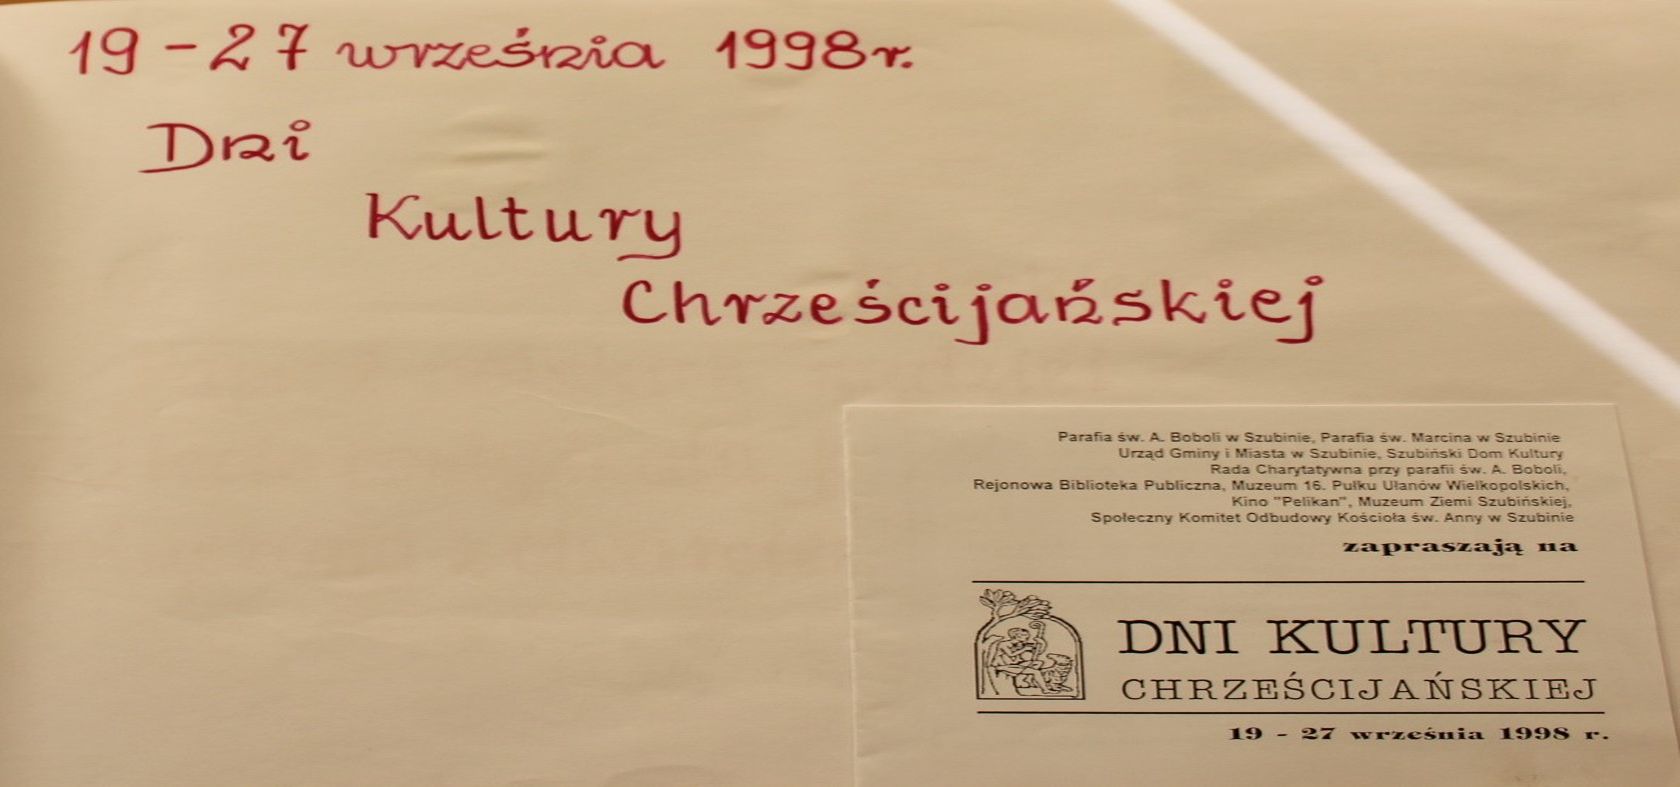 19 - 27 września 1998r.
Dni
Kultury
Chrześcijańskiej
Parafia św. A. Boboli w Szubinie, Parafia św. Marcina w Szubinie
Urząd Gminy i Miasta w Szubinie, Szubiński Dom Kultury
Rada Charytatywna przy parafii św. A. Boboli,
Rejonowa Biblioteka Publiczna, Muzeum 16. Pułku Ułanów Wielkopolskich,
Kino "Pelikan", Muzeum Ziemi Szubińskiej,
Społeczny Komitet Odbudowy Kościoła św. Anny w Szubinie
zapraszają na
DNI KULTURY
CHRZEŚCIJAŃSKIEJ
19 - 27 września 1998 r.